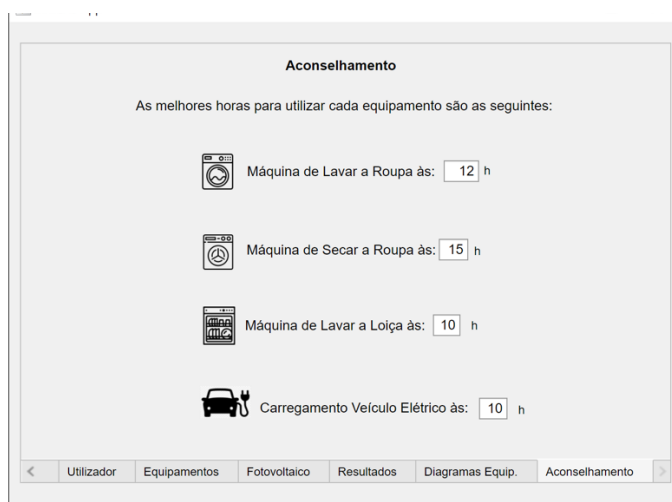 Aconselhamento
As melhores horas para utilizar cada equipamento são as seguintes:
Máquina de Lavar a Roupa às: 12 h
Máquina de Secar a Roupa às: 15 h
Máquina de Lavar a Loiça às: 10 h
Carregamento Veículo Elétrico às: 10 h
Utilizador Equipamentos Fotovoltaico Resultados Diagramas Equip. Aconselhamento